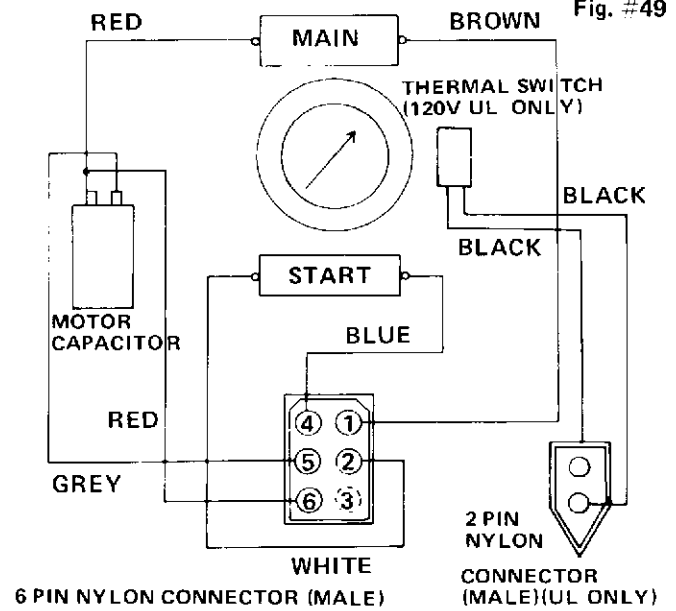 Fig. #49
RED
MAIN
BROWN
THERMAL SWITCH
(120V UL ONLY)
BLACK
BLACK
START
MOTOR
CAPACITOR
BLUE
RED
4 1
5 2
6 3
GREY
WHITE
2 PIN
NYLON
CONNECTOR
(MALE)(UL ONLY)
6 PIN NYLON CONNECTOR (MALE)